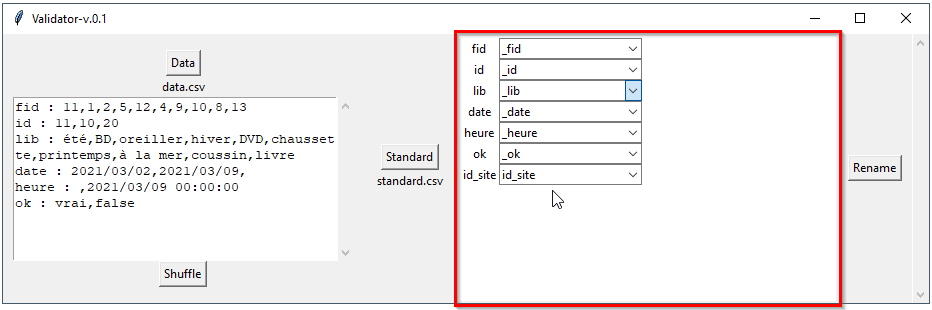 Validator-v.0.1
Data
data.csv
fid : 11,1,2,5,12,4,9,10,8,13
id : 11,10,20
lib : été,BD,oreiller,hiver,DVD,chausset
te,printemps,à la mer,coussin,livre
date : 2021/03/02,2021/03/09,
heure : ,2021/03/09 00:00:00
ok : vrai,false
Shuffle
Standard
standard.csv
fid _fid
id _id
lib _lib
date _date
heure _heure
ok _ok
id_site id_site
Rename